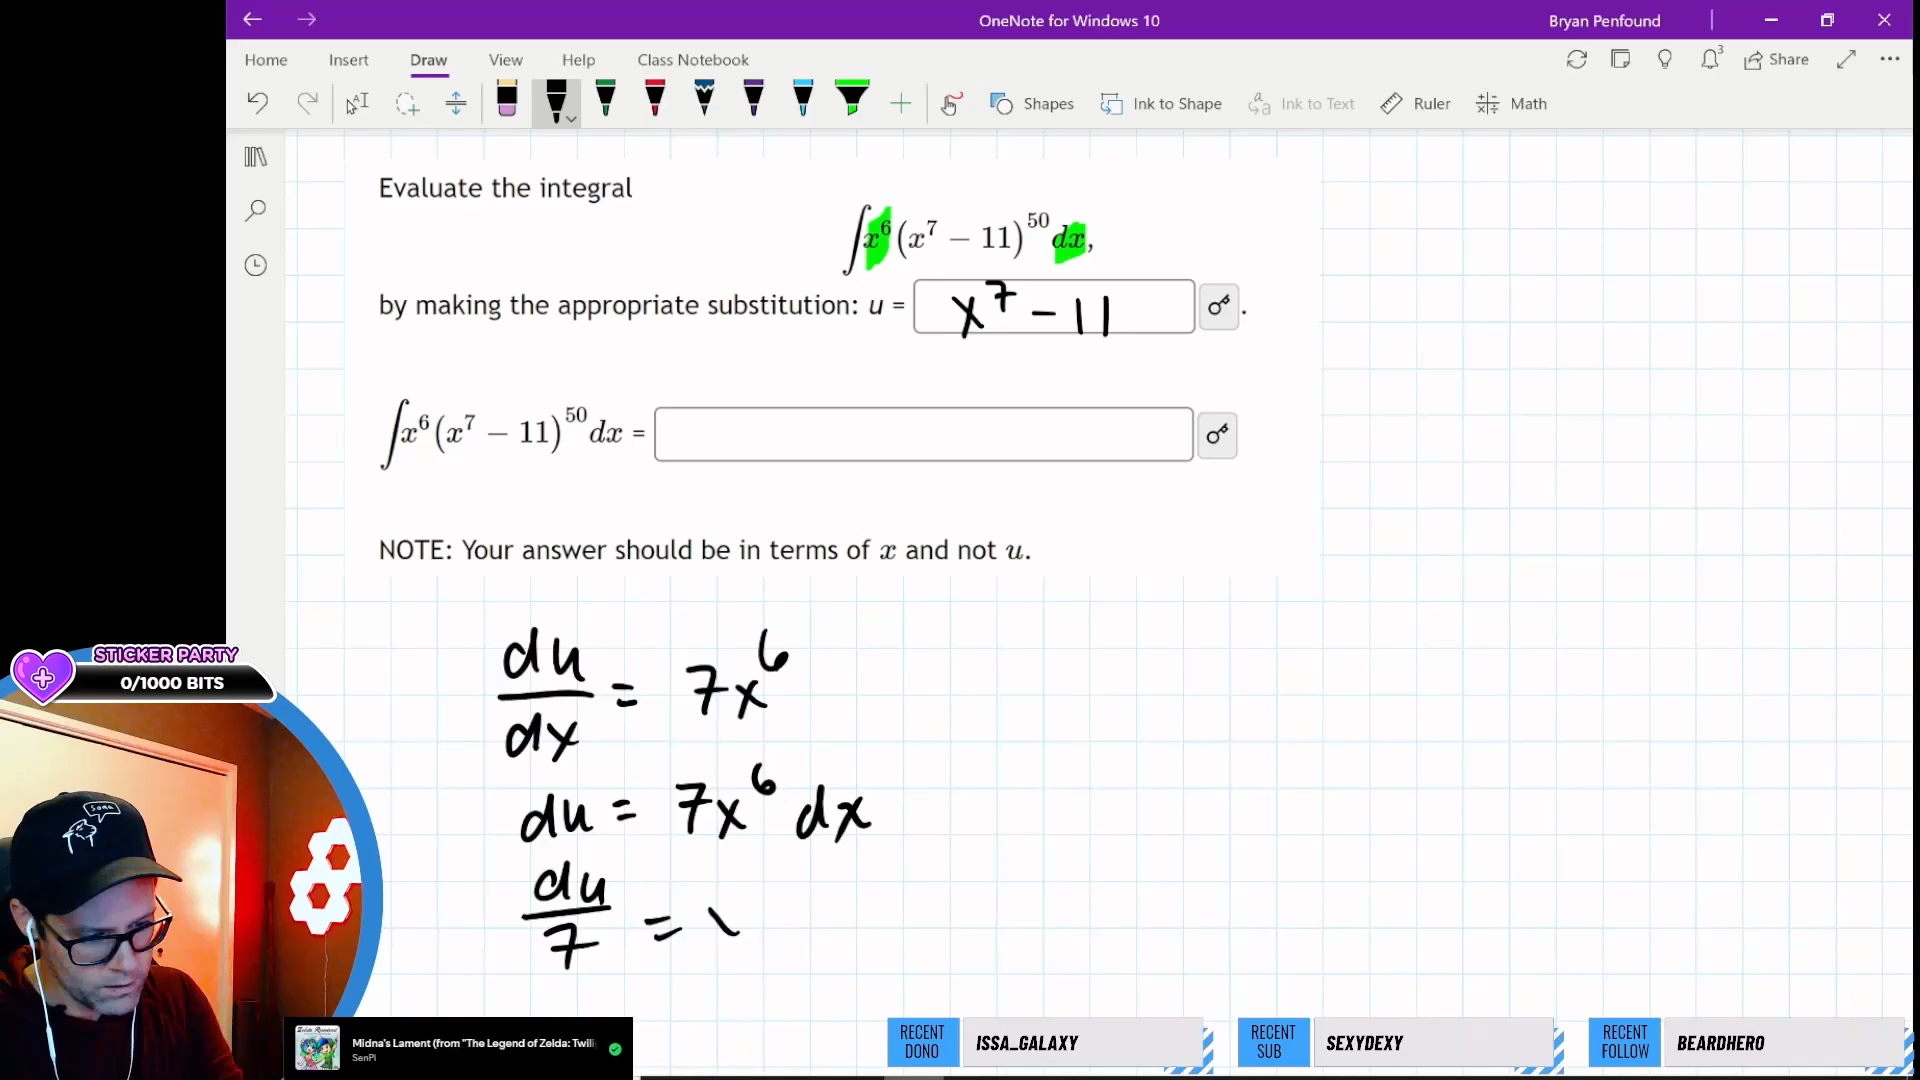 OneNote for Windows 10
Bryan Penfound
Home Insert Draw View Help Class Notebook
3 Share
Shapes Ink to Shape Ink to Text Ruler Math
Evaluate the integral
∫x⁶(x⁷ − 11)⁵⁰dx,
by making the appropriate substitution: u = x⁷ − 11 .
∫x⁶(x⁷ − 11)⁵⁰dx =
NOTE: Your answer should be in terms of x and not u.
du/dx = 7x⁶
du = 7x⁶ dx
du/7 =
STICKER PARTY
0/1000 BITS
Midna's Lament (from "The Legend of Zelda: Twili
SenPi
RECENT DONO ISSA_GALAXY
RECENT SUB SEXYDEXY
RECENT FOLLOW BEARDHERO